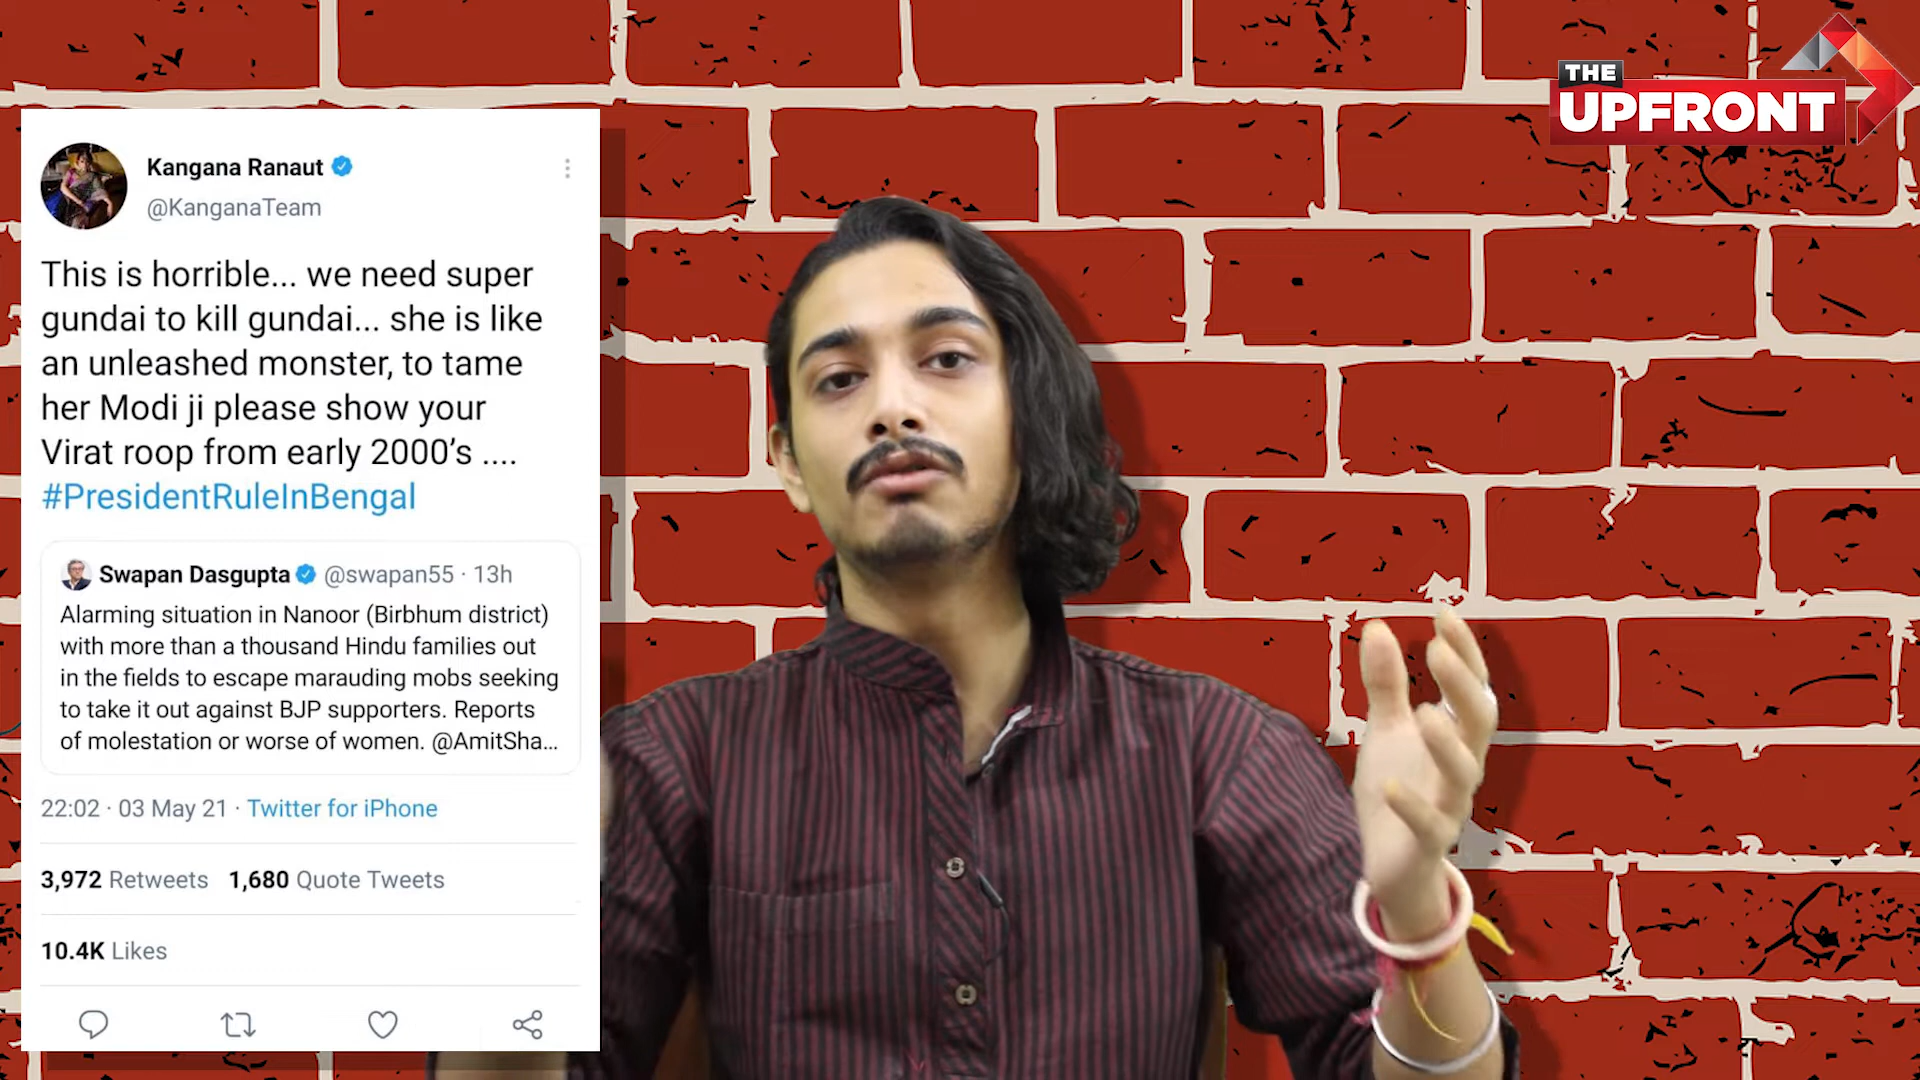 THE
UPFRONT
Kangana Ranaut
@KanganaTeam
This is horrible... we need super
gundai to kill gundai... she is like
an unleashed monster, to tame
her Modi ji please show your
Virat roop from early 2000's ....
#PresidentRuleInBengal
Swapan Dasgupta @swapan55 · 13h
Alarming situation in Nanoor (Birbhum district)
with more than a thousand Hindu families out
in the fields to escape marauding mobs seeking
to take it out against BJP supporters. Reports
of molestation or worse of women. @AmitSha...
22:02 · 03 May 21 · Twitter for iPhone
3,972 Retweets 1,680 Quote Tweets
10.4K Likes